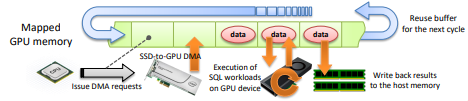 Mapped
GPU memory
data
data
data
Reuse buffer
for the next cycle
CPU
SSD-to-GPU DMA
Issue DMA requests
Execution of
SQL workloads
on GPU device
Write back results
to the host memory